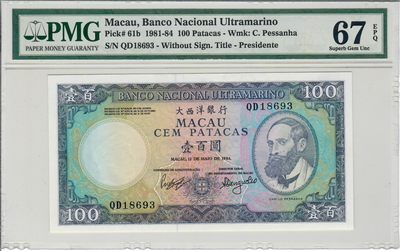 PMG
PAPER MONEY GUARANTY
Macau, Banco Nacional Ultramarino
Pick# 61b 1981-84 100 Patacas - Wmk: C. Pessanha
S/N QD18693 - Without Sign. Title - Presidente
67 EPQ
Superb Gem Unc
壹百
BANCO NACIONAL ULTRAMARINO
100
大西洋銀行
QD18693
MACAU
CEM PATACAS
壹百圓
MACAU, 12 DE MAIO DE 1984.
CAMILO PESSANHA
QD18693
100
百壹